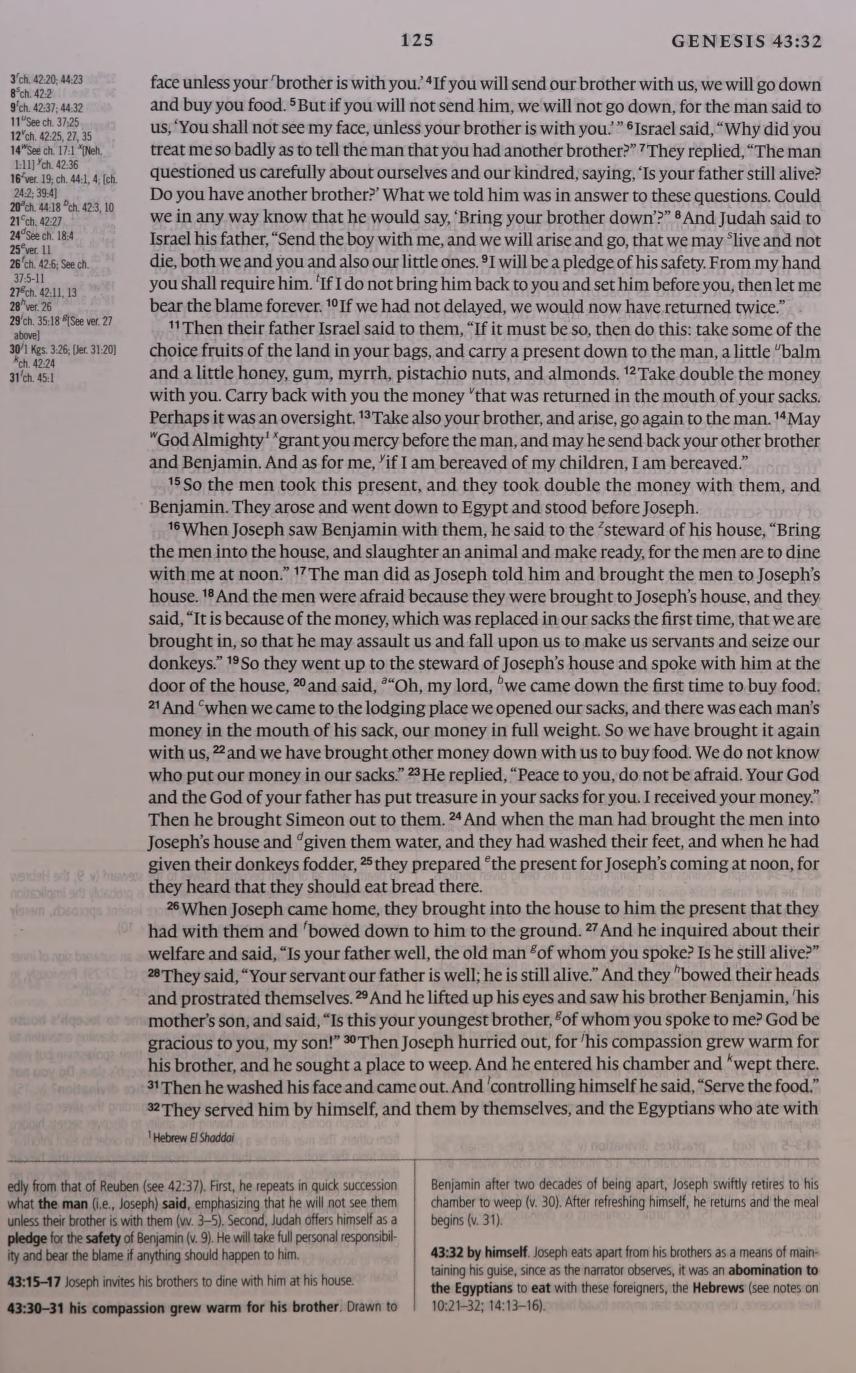 125
GENESIS 43:32
3 r ch. 42:20; 44:23
8 s ch. 42:2
9 t ch. 42:37; 44:32
11 u See ch. 37:25
12 v ch. 42:25, 27, 35
14 w See ch. 17:1 x [Neh.
1:11] y ch. 42:36
16 z ver. 19; ch. 44:1, 4; [ch.
24:2; 39:4]
20 a ch. 44:18 b ch. 42:3, 10
21 c ch. 42:27
24 d See ch. 18:4
25 e ver. 11
26 f ch. 42:6; See ch.
37:5-11
27 g ch. 42:11, 13
28 h ver. 26
29 i ch. 35:18 g [See ver. 27
above]
30 j 1 Kgs. 3:26; [Jer. 31:20]
k ch. 42:24
31 l ch. 45:1
face unless your r brother is with you.’ 4 If you will send our brother with us, we will go down
and buy you food. 5 But if you will not send him, we will not go down, for the man said to
us, ‘You shall not see my face, unless your brother is with you.’” 6 Israel said, “Why did you
treat me so badly as to tell the man that you had another brother?” 7 They replied, “The man
questioned us carefully about ourselves and our kindred, saying, ‘Is your father still alive?
Do you have another brother?’ What we told him was in answer to these questions. Could
we in any way know that he would say, ‘Bring your brother down’?” 8 And Judah said to
Israel his father, “Send the boy with me, and we will arise and go, that we may s live and not
die, both we and you and also our little ones. 9 I will be a pledge of his safety. From my hand
you shall require him. t If I do not bring him back to you and set him before you, then let me
bear the blame forever. 10 If we had not delayed, we would now have returned twice.”
11 Then their father Israel said to them, “If it must be so, then do this: take some of the
choice fruits of the land in your bags, and carry a present down to the man, a little u balm
and a little honey, gum, myrrh, pistachio nuts, and almonds. 12 Take double the money
with you. Carry back with you the money v that was returned in the mouth of your sacks.
Perhaps it was an oversight. 13 Take also your brother, and arise, go again to the man. 14 May
w God Almighty 1 x grant you mercy before the man, and may he send back your other brother
and Benjamin. And as for me, y if I am bereaved of my children, I am bereaved.”
15 So the men took this present, and they took double the money with them, and
Benjamin. They arose and went down to Egypt and stood before Joseph.
16 When Joseph saw Benjamin with them, he said to the z steward of his house, “Bring
the men into the house, and slaughter an animal and make ready, for the men are to dine
with me at noon.” 17 The man did as Joseph told him and brought the men to Joseph’s
house. 18 And the men were afraid because they were brought to Joseph’s house, and they
said, “It is because of the money, which was replaced in our sacks the first time, that we are
brought in, so that he may assault us and fall upon us to make us servants and seize our
donkeys.” 19 So they went up to the steward of Joseph’s house and spoke with him at the
door of the house, 20 and said, a “Oh, my lord, b we came down the first time to buy food.
21 And c when we came to the lodging place we opened our sacks, and there was each man’s
money in the mouth of his sack, our money in full weight. So we have brought it again
with us, 22 and we have brought other money down with us to buy food. We do not know
who put our money in our sacks.” 23 He replied, “Peace to you, do not be afraid. Your God
and the God of your father has put treasure in your sacks for you. I received your money.”
Then he brought Simeon out to them. 24 And when the man had brought the men into
Joseph’s house and d given them water, and they had washed their feet, and when he had
given their donkeys fodder, 25 they prepared e the present for Joseph’s coming at noon, for
they heard that they should eat bread there.
26 When Joseph came home, they brought into the house to him the present that they
had with them and f bowed down to him to the ground. 27 And he inquired about their
welfare and said, “Is your father well, the old man g of whom you spoke? Is he still alive?”
28 They said, “Your servant our father is well; he is still alive.” And they h bowed their heads
and prostrated themselves. 29 And he lifted up his eyes and saw his brother Benjamin, i his
mother’s son, and said, “Is this your youngest brother, g of whom you spoke to me? God be
gracious to you, my son!” 30 Then Joseph hurried out, for j his compassion grew warm for
his brother, and he sought a place to weep. And he entered his chamber and k wept there.
31 Then he washed his face and came out. And l controlling himself he said, “Serve the food.”
32 They served him by himself, and them by themselves, and the Egyptians who ate with
1 Hebrew El Shaddai
edly from that of Reuben (see 42:37). First, he repeats in quick succession
what the man (i.e., Joseph) said, emphasizing that he will not see them
unless their brother is with them (vv. 3–5). Second, Judah offers himself as a
pledge for the safety of Benjamin (v. 9). He will take full personal responsibil-
ity and bear the blame if anything should happen to him.
43:15–17 Joseph invites his brothers to dine with him at his house.
43:30–31 his compassion grew warm for his brother. Drawn to
Benjamin after two decades of being apart, Joseph swiftly retires to his
chamber to weep (v. 30). After refreshing himself, he returns and the meal
begins (v. 31).
43:32 by himself. Joseph eats apart from his brothers as a means of main-
taining his guise, since as the narrator observes, it was an abomination to
the Egyptians to eat with these foreigners, the Hebrews (see notes on
10:21–32; 14:13–16).